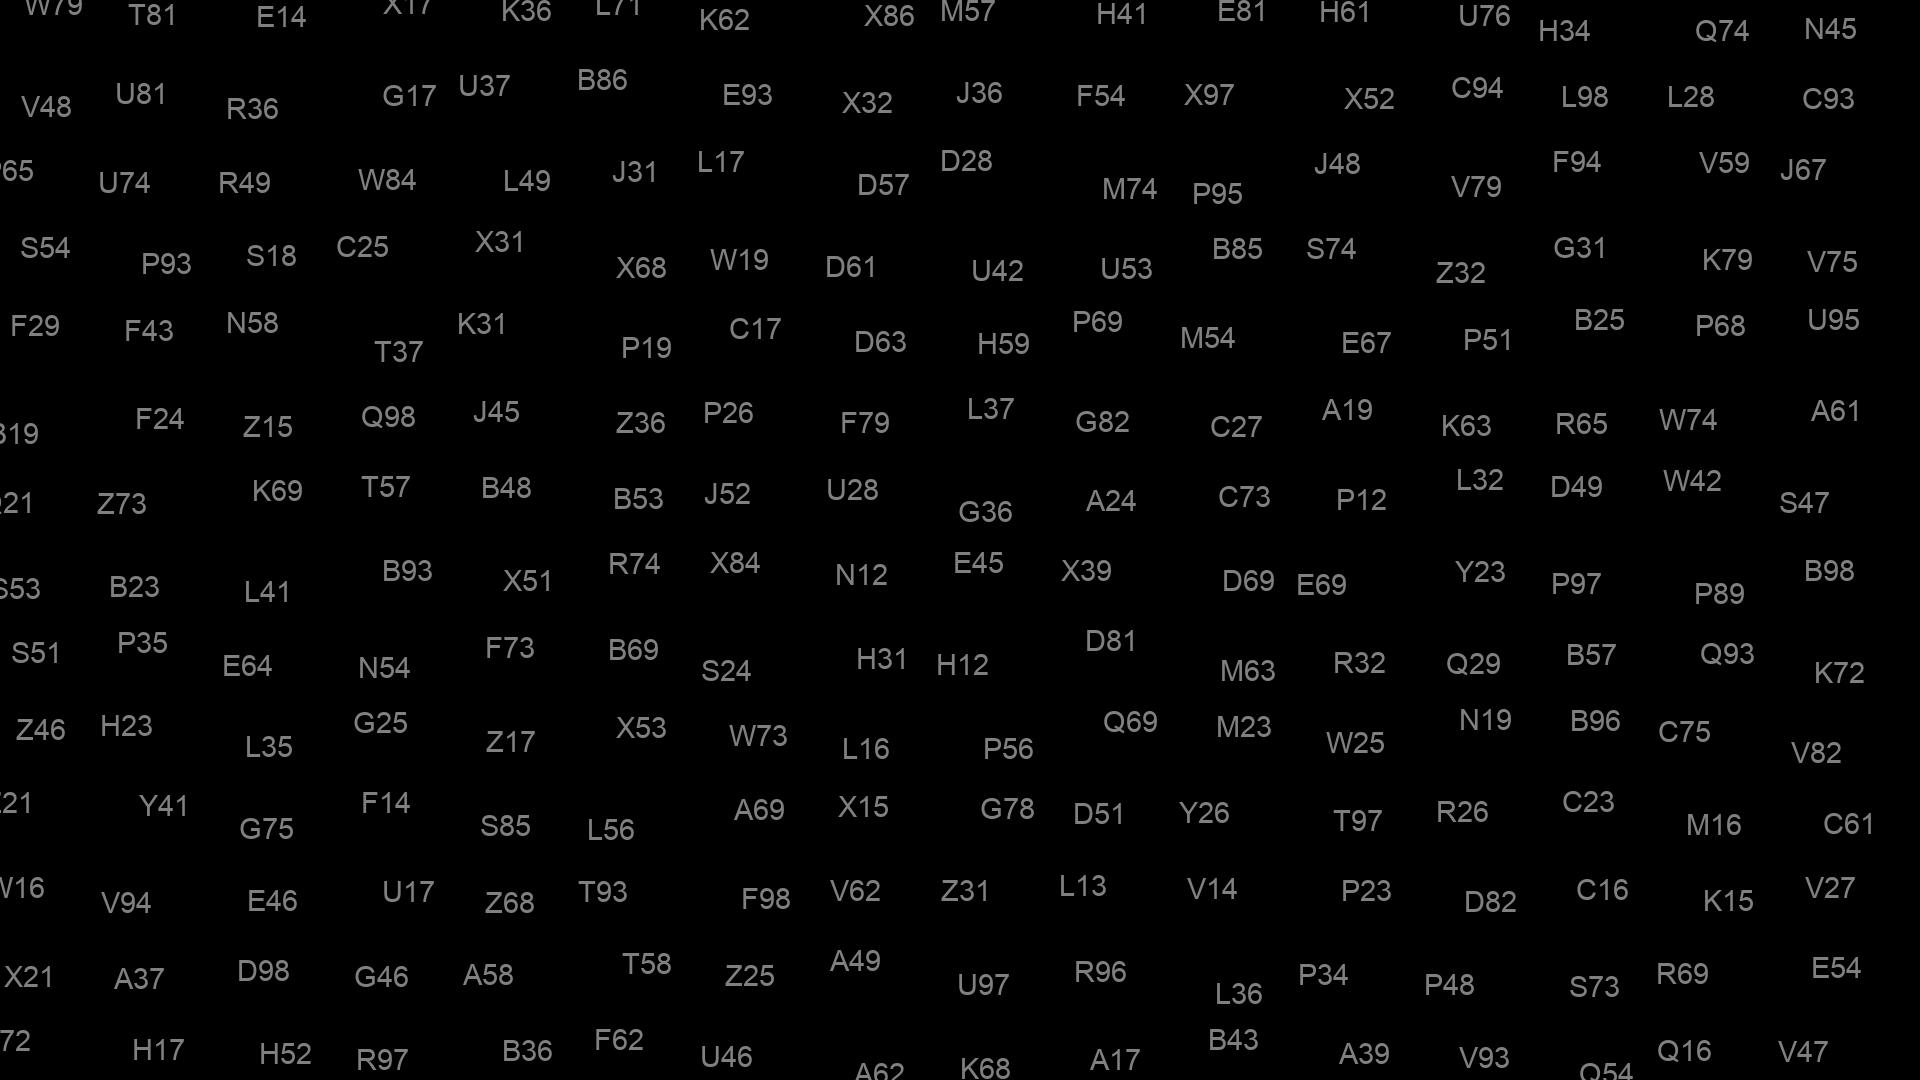 W79 T81 E14 X17 K36 L71 K62 X86 M57 H41 E81 H61 U76 H34 Q74 N45
V48 U81 R36 G17 U37 B86 E93 X32 J36 F54 X97 X52 C94 L98 L28 C93
65 U74 R49 W84 L49 J31 L17 D57 D28 M74 P95 J48 V79 F94 V59 J67
S54 P93 S18 C25 X31 X68 W19 D61 U42 U53 B85 S74 Z32 G31 K79 V75
F29 F43 N58 T37 K31 P19 C17 D63 H59 P69 M54 E67 P51 B25 P68 U95
B19 F24 Z15 Q98 J45 Z36 P26 F79 L37 G82 C27 A19 K63 R65 W74 A61
21 Z73 K69 T57 B48 B53 J52 U28 G36 A24 C73 P12 L32 D49 W42 S47
S53 B23 L41 B93 X51 R74 X84 N12 E45 X39 D69 E69 Y23 P97 P89 B98
S51 P35 E64 N54 F73 B69 S24 H31 H12 D81 M63 R32 Q29 B57 Q93 K72
Z46 H23 L35 G25 Z17 X53 W73 L16 P56 Q69 M23 W25 N19 B96 C75 V82
21 Y41 G75 F14 S85 L56 A69 X15 G78 D51 Y26 T97 R26 C23 M16 C61
W16 V94 E46 U17 Z68 T93 F98 V62 Z31 L13 V14 P23 D82 C16 K15 V27
X21 A37 D98 G46 A58 T58 Z25 A49 U97 R96 L36 P34 P48 S73 R69 E54
72 H17 H52 R97 B36 F62 U46 A62 K68 A17 B43 A39 V93 Q54 Q16 V47